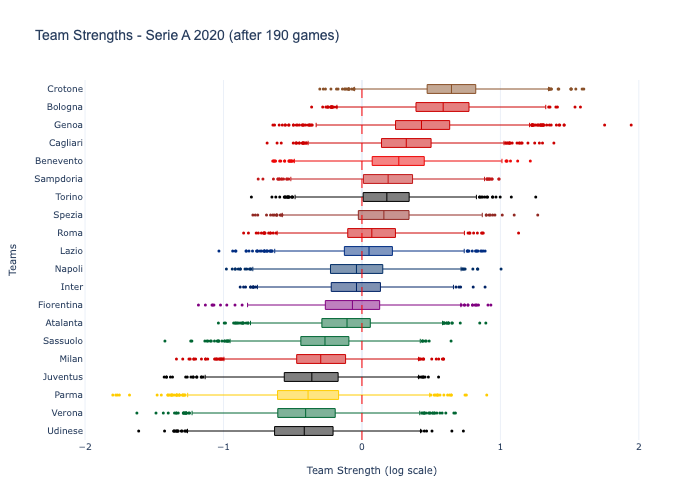 Team Strengths - Serie A 2020 (after 190 games)
Crotone
Bologna
Genoa
Cagliari
Benevento
Sampdoria
Torino
Spezia
Roma
Lazio
Napoli
Inter
Fiorentina
Atalanta
Sassuolo
Milan
Juventus
Parma
Verona
Udinese
Teams
−2 −1 0 1 2
Team Strength (log scale)